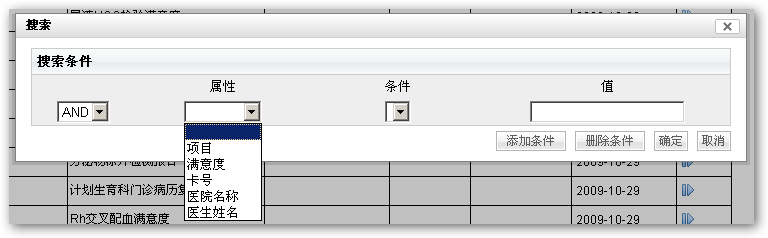 搜索
搜索条件
属性 条件 值
AND
项目
满意度
卡号
医院名称
医生姓名
添加条件 删除条件 确定 取消
2009-10-29
计划生育科门诊病历 2009-10-29
Rh交叉配血满意度 2009-10-29